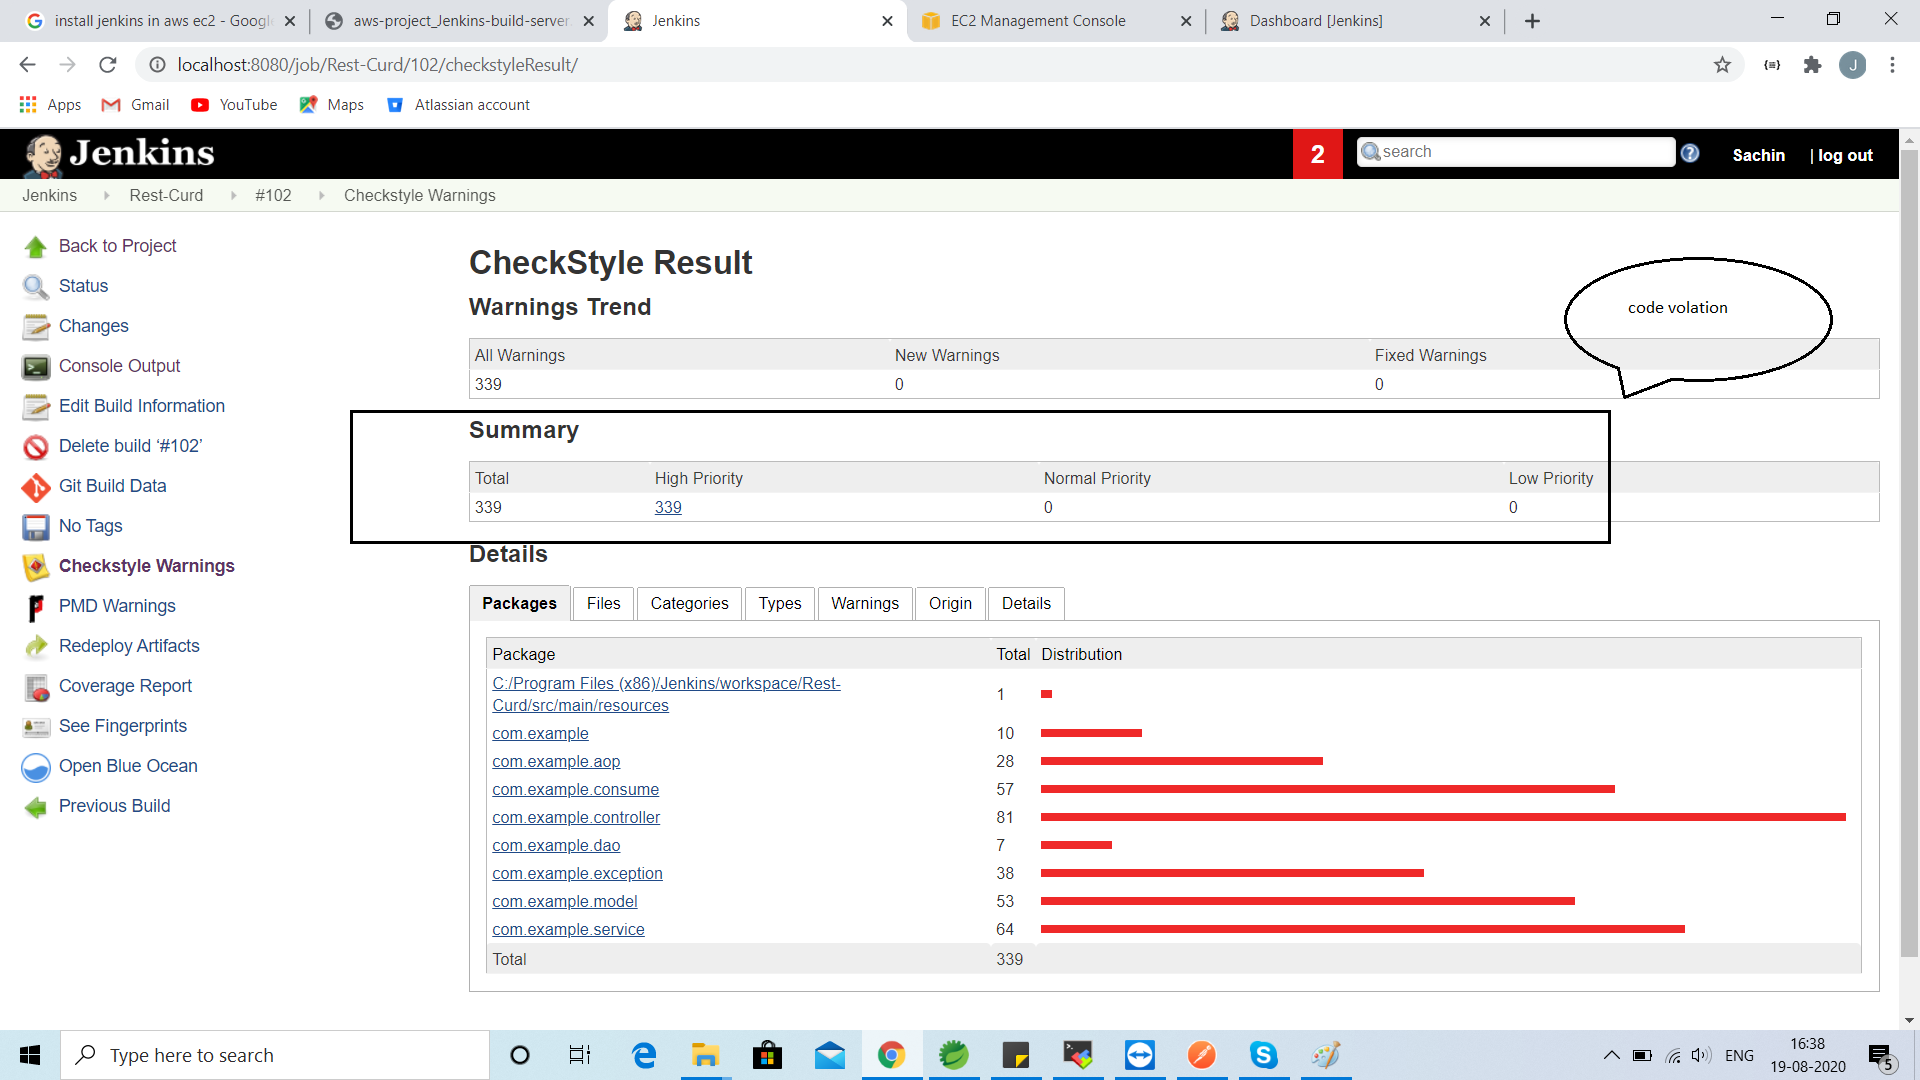 install jenkins in aws ec2 - Google
aws-project_Jenkins-build-server
Jenkins
EC2 Management Console
Dashboard [Jenkins]
localhost:8080/job/Rest-Curd/102/checkstyleResult/
J
Apps
Gmail
YouTube
Maps
Atlassian account
Jenkins
2
search
Sachin
| log out
Jenkins
Rest-Curd
#102
Checkstyle Warnings
Back to Project
Status
Changes
Console Output
Edit Build Information
Delete build ‘#102’
Git Build Data
No Tags
Checkstyle Warnings
PMD Warnings
Redeploy Artifacts
Coverage Report
See Fingerprints
Open Blue Ocean
Previous Build
CheckStyle Result
Warnings Trend
code volation
All Warnings New Warnings Fixed Warnings
339 0 0
Summary
Total High Priority Normal Priority Low Priority
339 339 0 0
Details
Packages Files Categories Types Warnings Origin Details
Package Total Distribution
C:/Program Files (x86)/Jenkins/workspace/Rest-
Curd/src/main/resources 1
com.example 10
com.example.aop 28
com.example.consume 57
com.example.controller 81
com.example.dao 7
com.example.exception 38
com.example.model 53
com.example.service 64
Total 339
Type here to search
ENG
16:38
19-08-2020
5